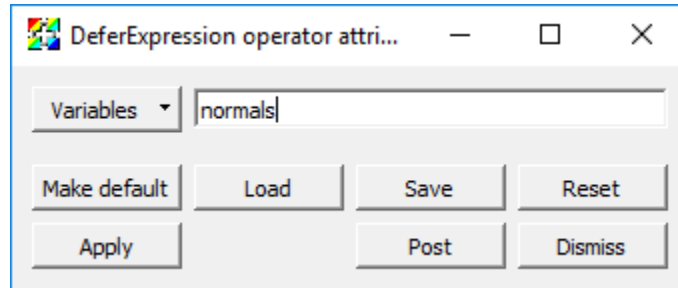 DeferExpression operator attri...
Variables normals
Make default Load Save Reset
Apply Post Dismiss